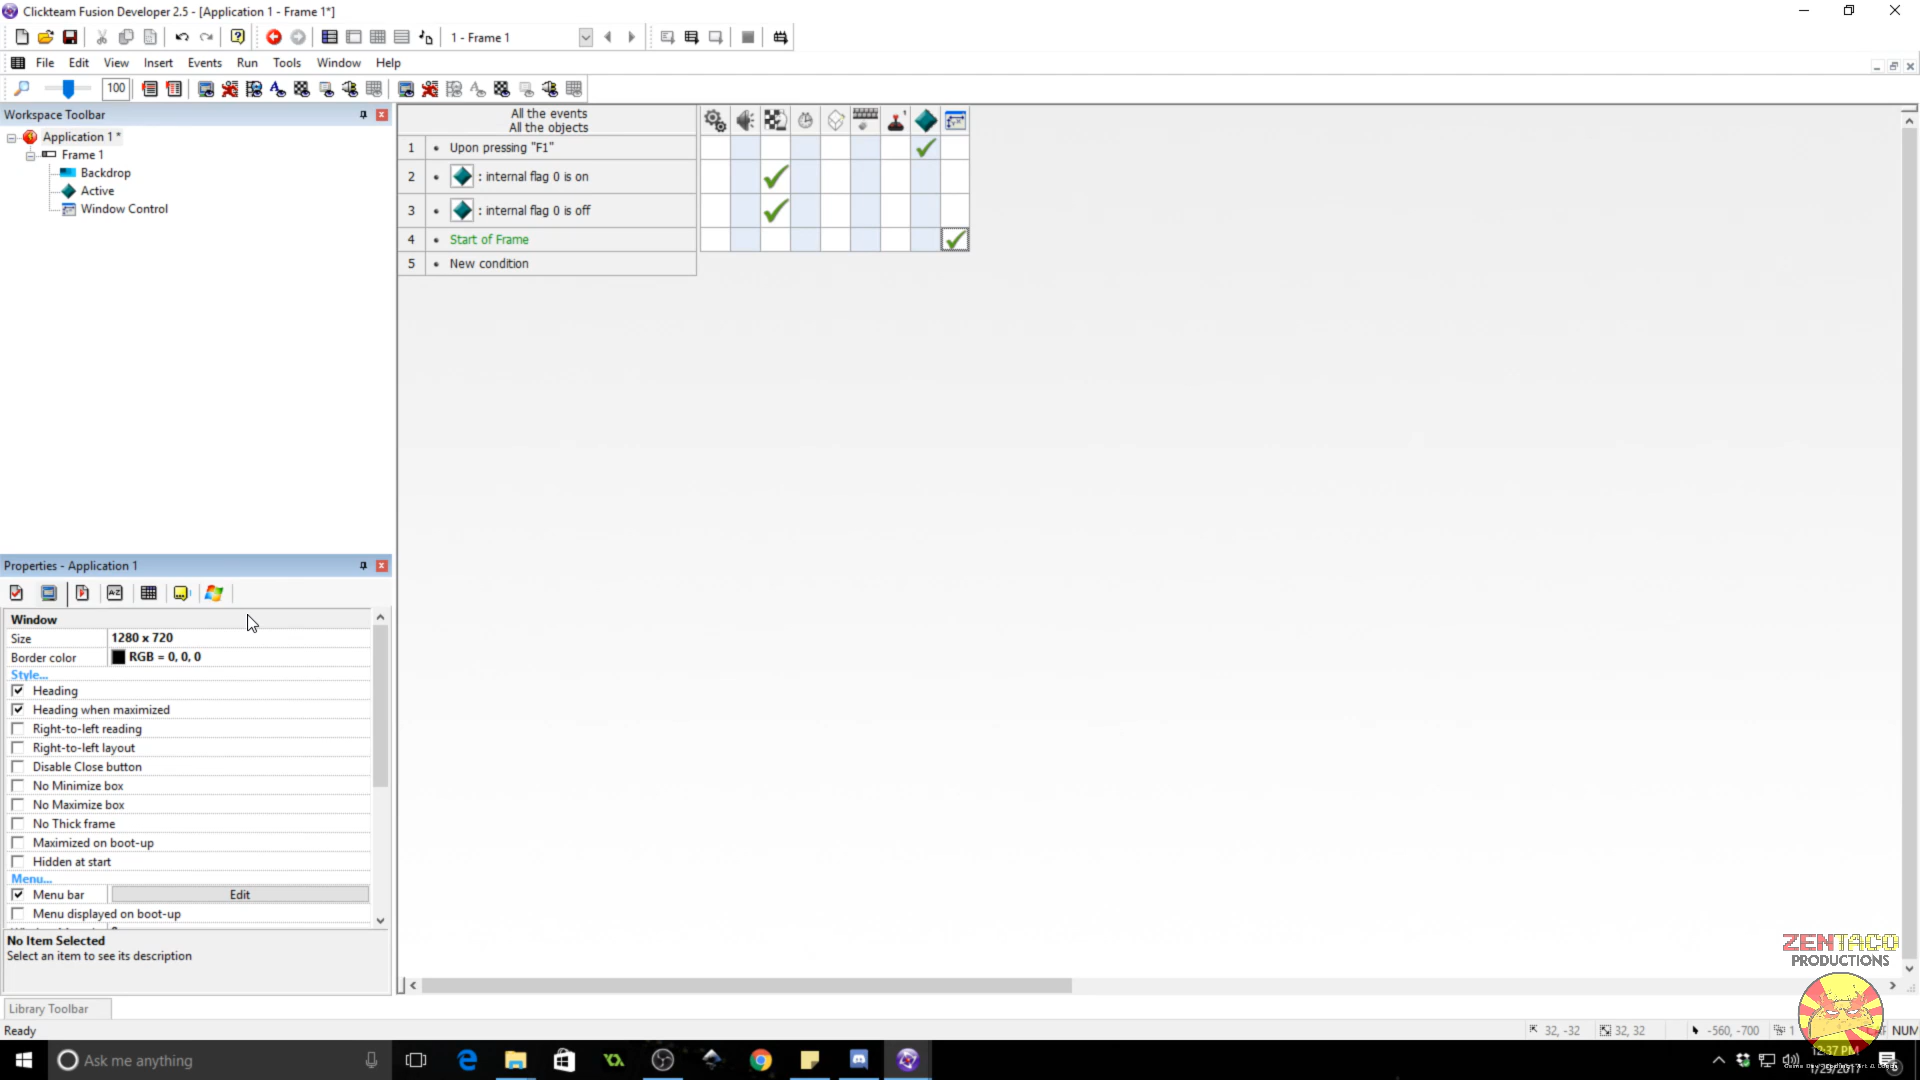 Clickteam Fusion Developer 2.5 - [Application 1 - Frame 1*]
1 - Frame 1
File Edit View Insert Events Run Tools Window Help
100
Workspace Toolbar
Application 1 *
Frame 1
Backdrop
Active
Window Control
All the events
All the objects
1 • Upon pressing "F1"
2 • : internal flag 0 is on
3 • : internal flag 0 is off
4 • Start of Frame
5 • New condition
Properties - Application 1
Window
Size 1280 x 720
Border color RGB = 0, 0, 0
Style...
Heading
Heading when maximized
Right-to-left reading
Right-to-left layout
Disable Close button
No Minimize box
No Maximize box
No Thick frame
Maximized on boot-up
Hidden at start
Menu...
Menu bar Edit
Menu displayed on boot-up
No Item Selected
Select an item to see its description
Library Toolbar
ZENTACO
PRODUCTIONS
Ready
32, -32 32, 32 -560, -700 1 NUM
Ask me anything
12:37 PM
1/29/2017